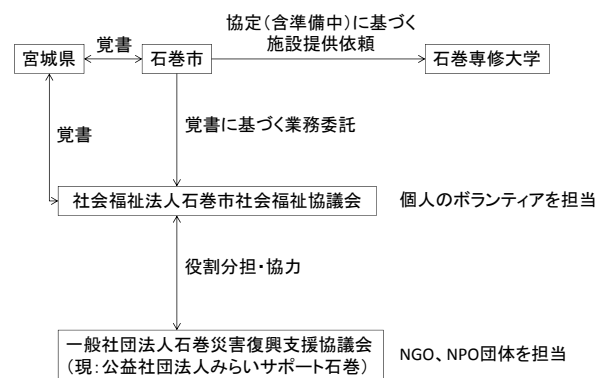 協定(含準備中)に基づく
施設提供依頼
宮城県
覚書
石巻市
石巻専修大学
覚書に基づく業務委託
覚書
社会福祉法人石巻市社会福祉協議会
個人のボランティアを担当
役割分担・協力
一般社団法人石巻災害復興支援協議会
(現:公益社団法人みらいサポート石巻)
NGO、NPO団体を担当